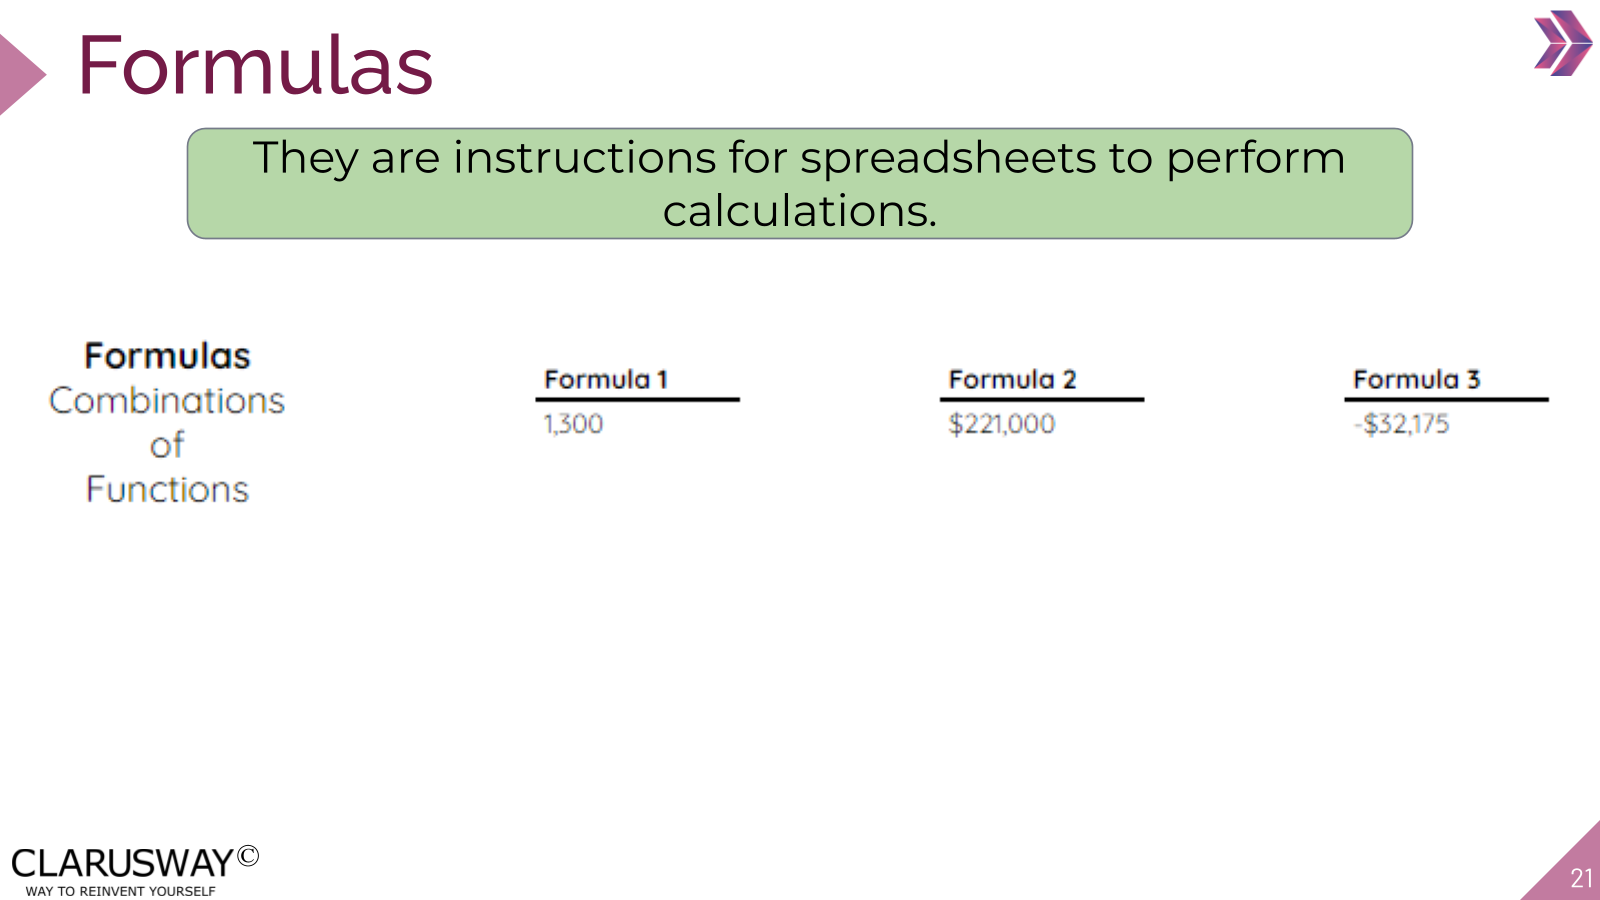 Formulas
They are instructions for spreadsheets to perform
calculations.
Formulas
Combinations
of
Functions
Formula 1
1,300
Formula 2
$221,000
Formula 3
-$32,175
CLARUSWAY©
WAY TO REINVENT YOURSELF
21